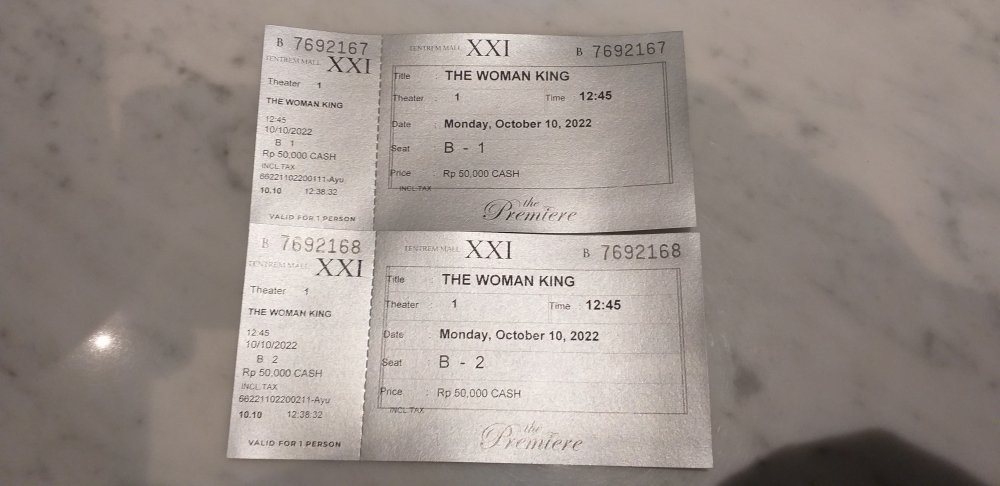 B 7692167
TENTREM MALL XXI
Theater 1
THE WOMAN KING
12:45
10/10/2022
B 1
Rp 50,000 CASH
INCL.TAX
66221102200111-Ayu
10.10 12:38:32
VALID FOR 1 PERSON
TENTREM MALL XXI B 7692167
Title : THE WOMAN KING
Theater : 1 Time : 12:45
Date : Monday, October 10, 2022
Seat : B - 1
Price : Rp 50,000 CASH
INCL.TAX
the
Premiere
B 7692168
TENTREM MALL XXI
Theater 1
THE WOMAN KING
12:45
10/10/2022
B 2
Rp 50,000 CASH
INCL.TAX
66221102200211-Ayu
10.10 12:38:32
VALID FOR 1 PERSON
TENTREM MALL XXI B 7692168
Title : THE WOMAN KING
Theater : 1 Time : 12:45
Date : Monday, October 10, 2022
Seat : B - 2
Price : Rp 50,000 CASH
INCL.TAX
the
Premiere